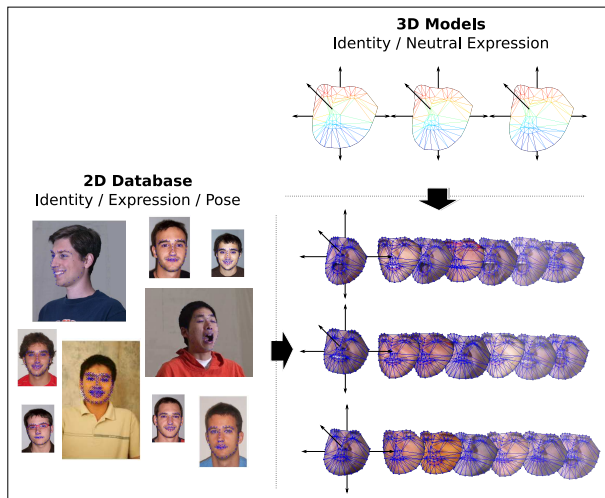 3D Models
Identity / Neutral Expression
2D Database
Identity / Expression / Pose